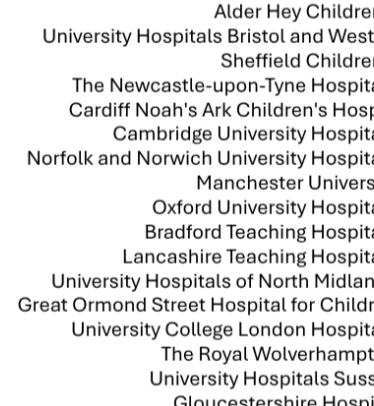 Alder Hey Childre
University Hospitals Bristol and West
Sheffield Childre
The Newcastle-upon-Tyne Hospita
Cardiff Noah's Ark Children's Hosp
Cambridge University Hospita
Norfolk and Norwich University Hospita
Manchester Univers
Oxford University Hospita
Bradford Teaching Hospita
Lancashire Teaching Hospita
University Hospitals of North Midlan
Great Ormond Street Hospital for Childr
University College London Hospita
The Royal Wolverhampt
University Hospitals Suss
Gloucestershire Hospi